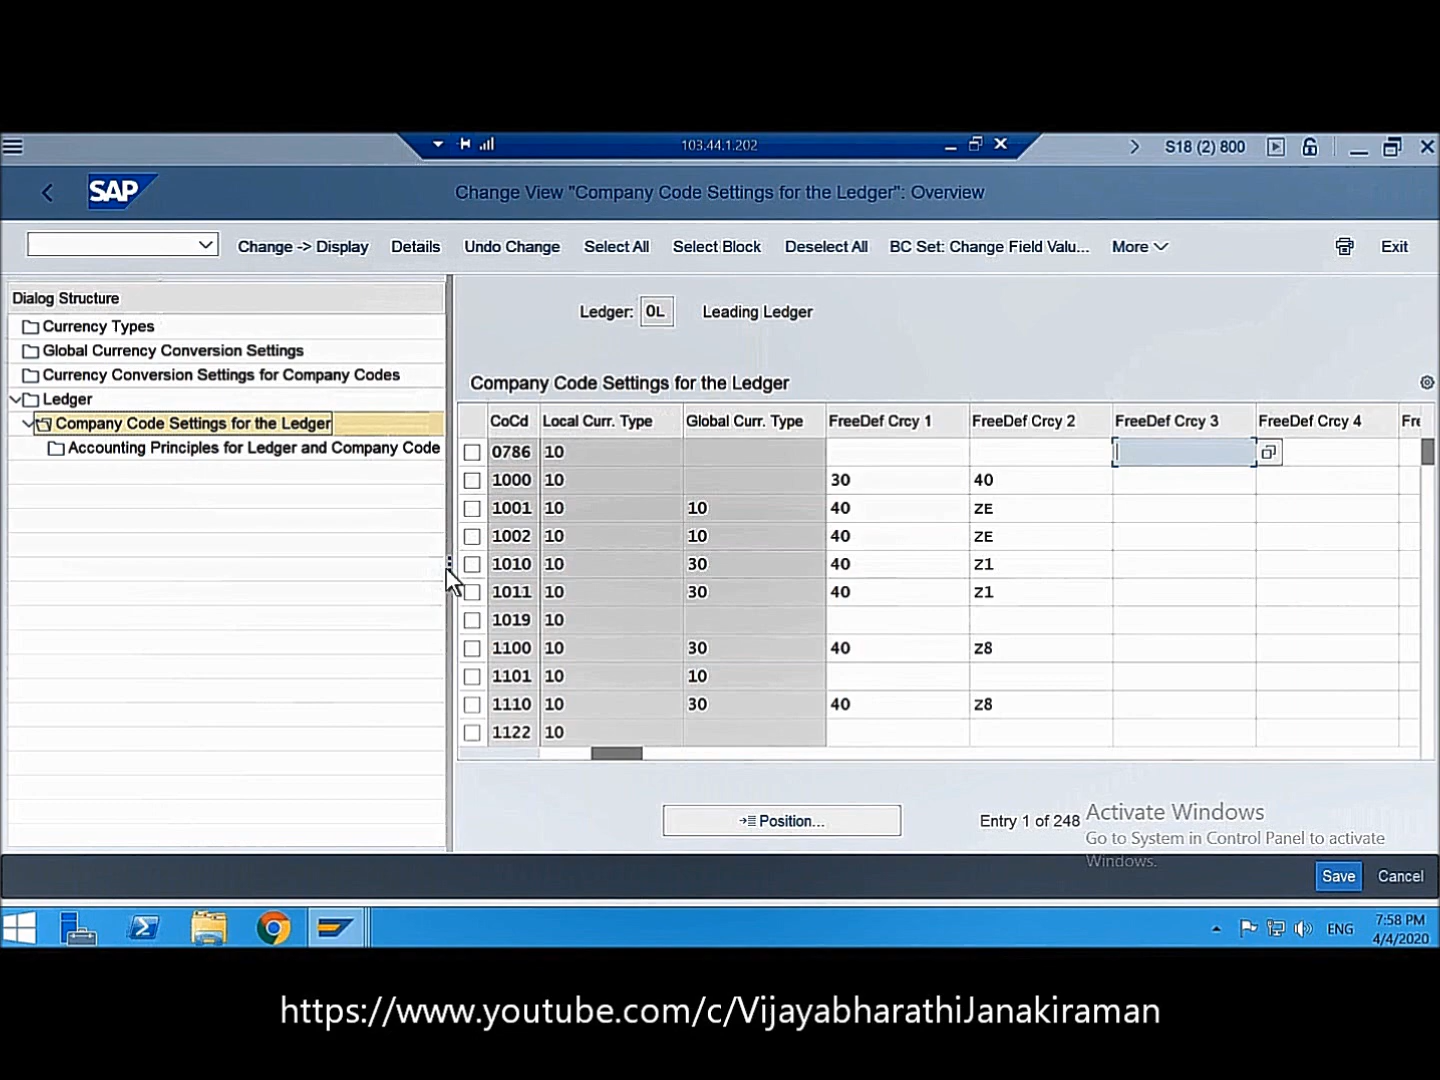 103.44.1.202
S18 (2) 800
SAP
Change View "Company Code Settings for the Ledger": Overview
Change -> Display Details Undo Change Select All Select Block Deselect All BC Set: Change Field Valu... More Exit
Dialog Structure
Currency Types
Global Currency Conversion Settings
Currency Conversion Settings for Company Codes
Ledger
Company Code Settings for the Ledger
Accounting Principles for Ledger and Company Code
Ledger: 0L Leading Ledger
Company Code Settings for the Ledger
CoCd Local Curr. Type Global Curr. Type FreeDef Crcy 1 FreeDef Crcy 2 FreeDef Crcy 3 FreeDef Crcy 4 Fre
0786 10
1000 10 30 40
1001 10 10 40 ZE
1002 10 10 40 ZE
1010 10 30 40 Z1
1011 10 30 40 Z1
1019 10
1100 10 30 40 Z8
1101 10 10
1110 10 30 40 Z8
1122 10
Position...
Entry 1 of 248
Activate Windows
Go to System in Control Panel to activate
Windows.
Save Cancel
ENG
7:58 PM
4/4/2020
https://www.youtube.com/c/VijayabharathiJanakiraman